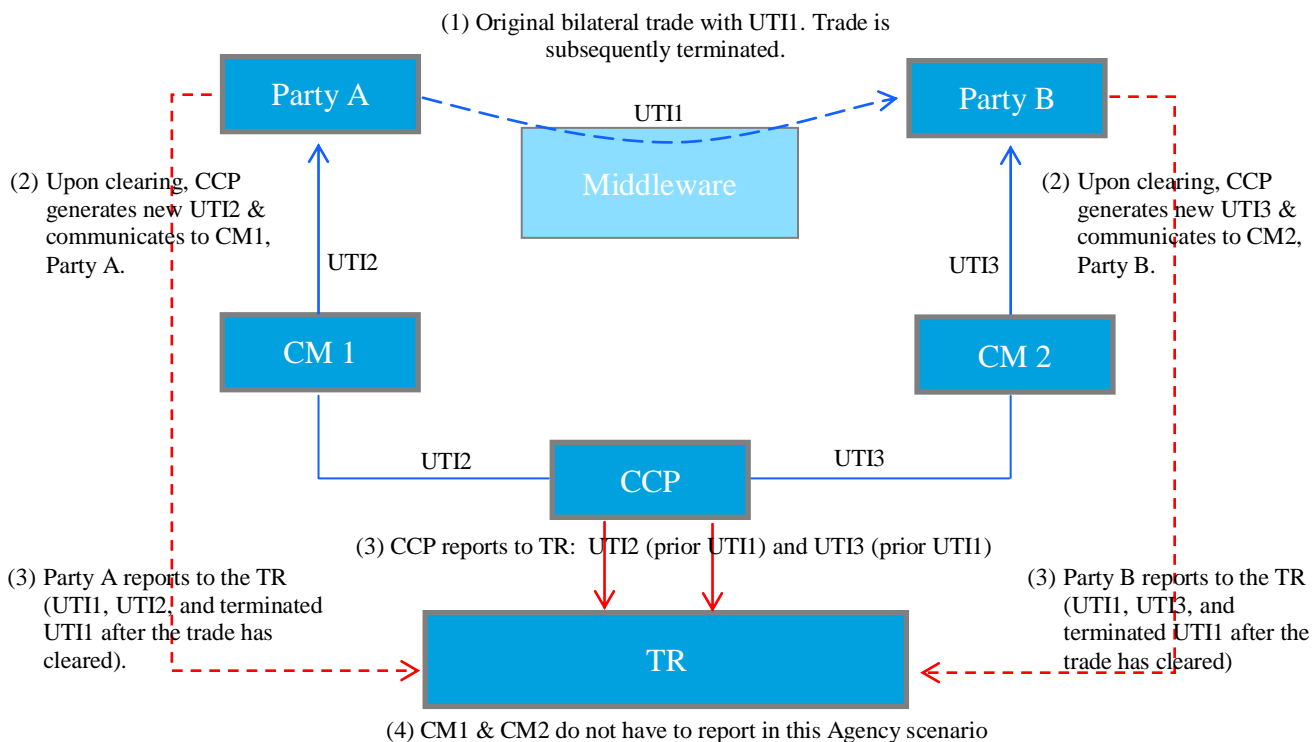 (1) Original bilateral trade with UTI1. Trade is
subsequently terminated.
Party A
UTI1
Party B
Middleware
(2) Upon clearing, CCP
generates new UTI2 &
communicates to CM1,
Party A.
UTI2
(2) Upon clearing, CCP
generates new UTI3 &
communicates to CM2,
Party B.
UTI3
CM 1
CM 2
UTI2
CCP
UTI3
(3) CCP reports to TR: UTI2 (prior UTI1) and UTI3 (prior UTI1)
(3) Party A reports to the TR
(UTI1, UTI2, and terminated
UTI1 after the trade has
cleared).
TR
(3) Party B reports to the TR
(UTI1, UTI3, and
terminated UTI1 after the
trade has cleared)
(4) CM1 & CM2 do not have to report in this Agency scenario